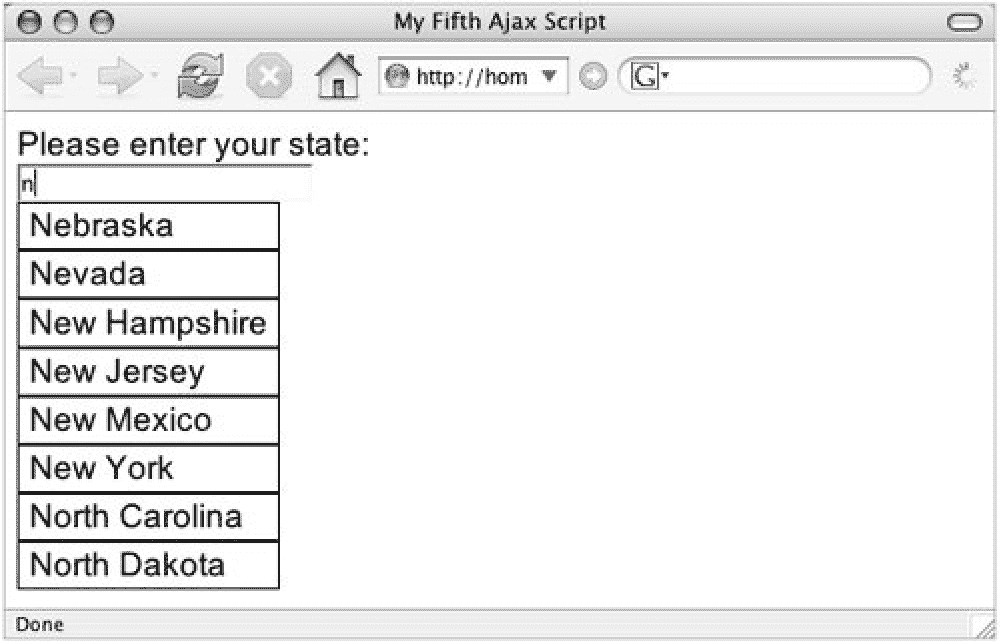 My Fifth Ajax Script
http://hom
G
Please enter your state:
n
Nebraska
Nevada
New Hampshire
New Jersey
New Mexico
New York
North Carolina
North Dakota
Done